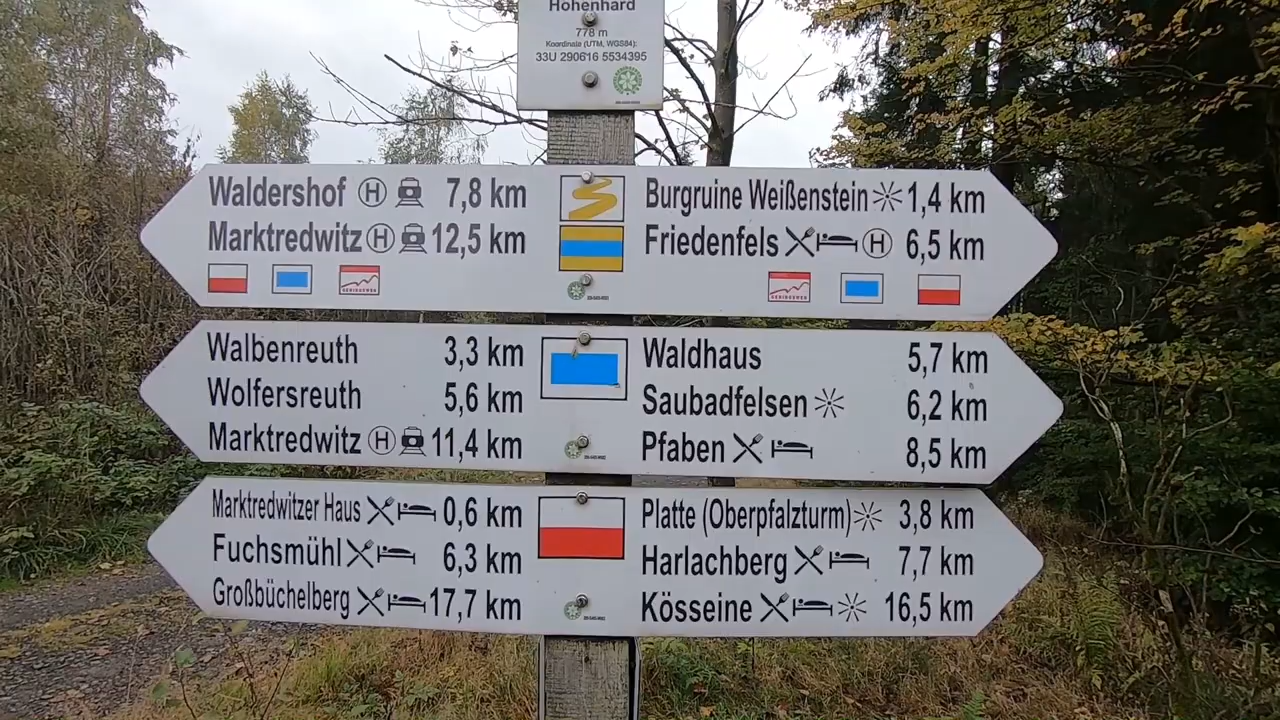 Hohenhard
778 m
Koordinate (UTM, WGS84):
33U 290616 5534395
Waldershof H 7,8 km
Marktredwitz H 12,5 km
Burgruine Weißenstein 1,4 km
Friedenfels H 6,5 km
Walbenreuth 3,3 km
Wolfersreuth 5,6 km
Marktredwitz H 11,4 km
Waldhaus 5,7 km
Saubadfelsen 6,2 km
Pfaben 8,5 km
Marktredwitzer Haus 0,6 km
Fuchsmühl 6,3 km
Großbüchelberg 17,7 km
Platte (Oberpfalzturm) 3,8 km
Harlachberg 7,7 km
Kösseine 16,5 km